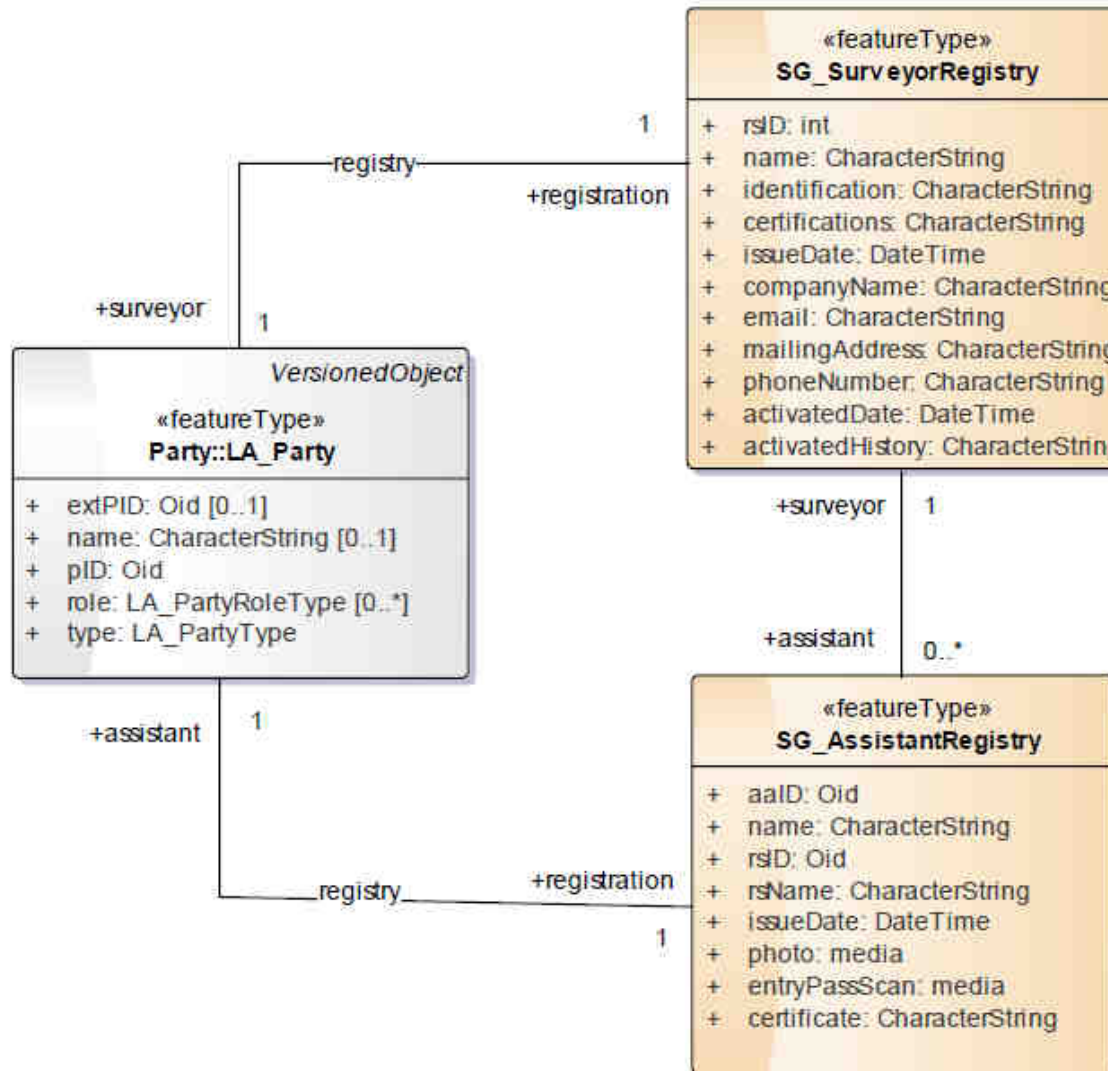 «featureType»
SG_SurveyorRegistry
+ rsID: int
+ name: CharacterString
+ identification: CharacterString
+ certifications: CharacterString
+ issueDate: DateTime
+ companyName: CharacterString
+ email: CharacterString
+ mailingAddress: CharacterString
+ phoneNumber: CharacterString
+ activatedDate: DateTime
+ activatedHistory: CharacterStrin
1
registry
+registration
+surveyor
1
VersionedObject
«featureType»
Party::LA_Party
+ extPID: Oid [0..1]
+ name: CharacterString [0..1]
+ pID: Oid
+ role: LA_PartyRoleType [0..*]
+ type: LA_PartyType
+surveyor
1
+assistant
0..*
+assistant
1
registry
+registration
1
«featureType»
SG_AssistantRegistry
+ aaID: Oid
+ name: CharacterString
+ rsID: Oid
+ rsName: CharacterString
+ issueDate: DateTime
+ photo: media
+ entryPassScan: media
+ certificate: CharacterString